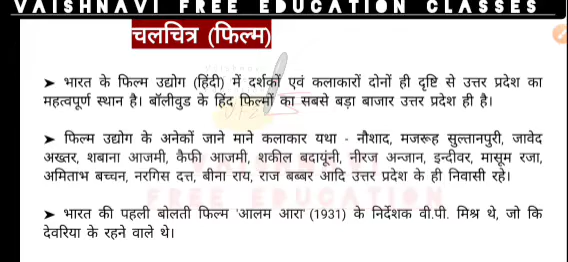 VAISHNAVI FREE EDUCATION CLASSES
चलचित्र (फिल्म)
➤ भारत के फिल्म उद्योग (हिंदी) में दर्शकों एवं कलाकारों दोनों ही दृष्टि से उत्तर प्रदेश का
महत्वपूर्ण स्थान है। बॉलीवुड के हिंद फिल्मों का सबसे बड़ा बाजार उत्तर प्रदेश ही है।
➤ फिल्म उद्योग के अनेकों जाने माने कलाकार यथा - नौशाद, मजरूह सुल्तानपुरी, जावेद
अख्तर, शबाना आजमी, कैफी आजमी, शकील बदायूंनी, नीरज अन्जान, इन्दीवर, मासूम रजा,
अमिताभ बच्चन, नरगिस दत्त, बीना राय, राज बब्बर आदि उत्तर प्रदेश के ही निवासी रहे।
FREE EDUCATION
➤ भारत की पहली बोलती फिल्म 'आलम आरा' (1931) के निर्देशक वी.पी. मिश्र थे, जो कि
देवरिया के रहने वाले थे।